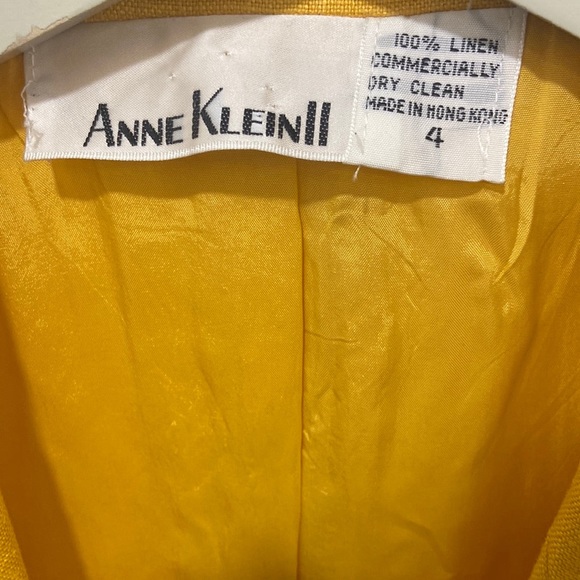 ANNE KLEIN II
100% LINEN
COMMERCIALLY
DRY CLEAN
MADE IN HONG KONG
4